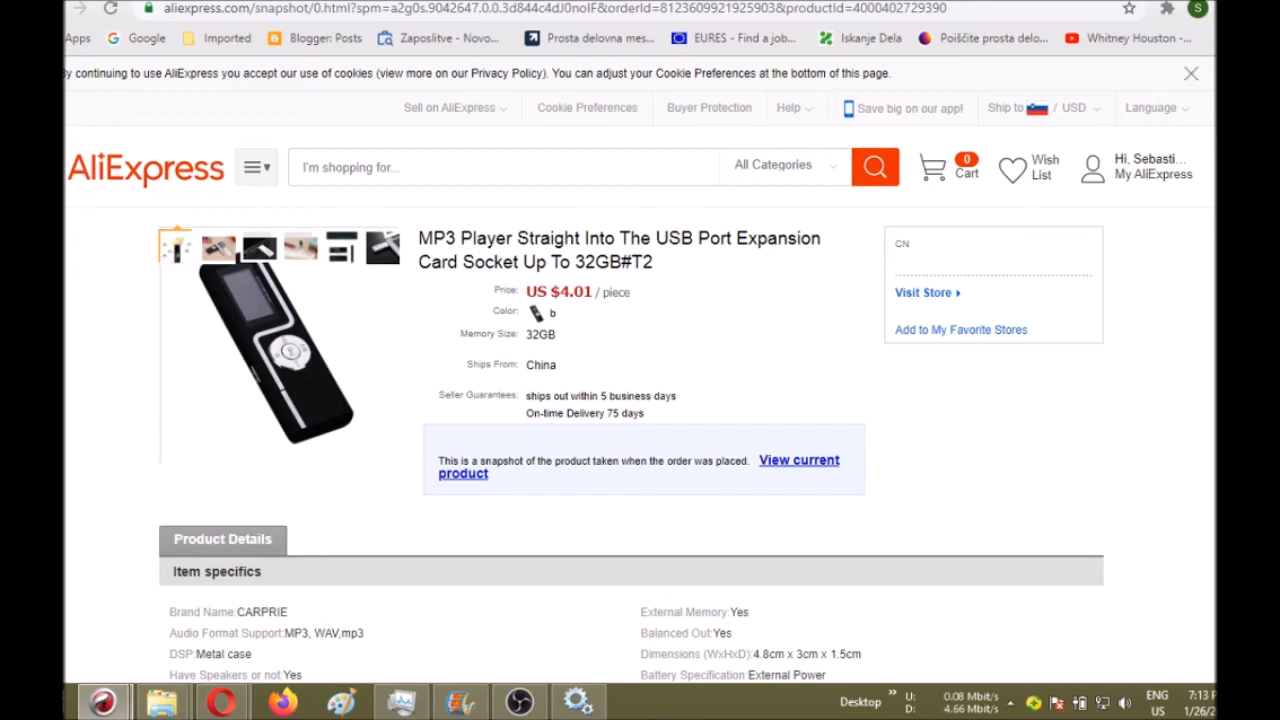 aliexpress.com/snapshot/0.html?spm=a2g0s.9042647.0.0.3d844c4dJ0noIF&orderId=8123609921925903&productId=4000402729390
S
Apps Google Imported Blogger: Posts Zaposlitve - Novo... Prosta delovna mes... EURES - Find a job... Iskanje Dela Poiščite prosta delo... Whitney Houston -...
By continuing to use AliExpress you accept our use of cookies (view more on our Privacy Policy). You can adjust your Cookie Preferences at the bottom of this page.
Sell on AliExpress Cookie Preferences Buyer Protection Help Save big on our app! Ship to / USD Language
AliExpress I'm shopping for... All Categories 0 Cart Wish List Hi, Sebasti... My AliExpress
MP3 Player Straight Into The USB Port Expansion
Card Socket Up To 32GB#T2
Price: US $4.01 / piece
Color: b
Memory Size: 32GB
Ships From: China
Seller Guarantees: ships out within 5 business days
On-time Delivery 75 days
This is a snapshot of the product taken when the order was placed. View current
product
CN
Visit Store
Add to My Favorite Stores
Product Details
Item specifics
Brand Name:CARPRIE
Audio Format Support:MP3, WAV,mp3
DSP:Metal case
Have Speakers or not:Yes
External Memory:Yes
Balanced Out:Yes
Dimensions (WxHxD):4.8cm x 3cm x 1.5cm
Battery Specification:External Power
Desktop » U: 0.08 Mbit/s
D: 4.66 Mbit/s
ENG
US
7:13 P
1/26/2